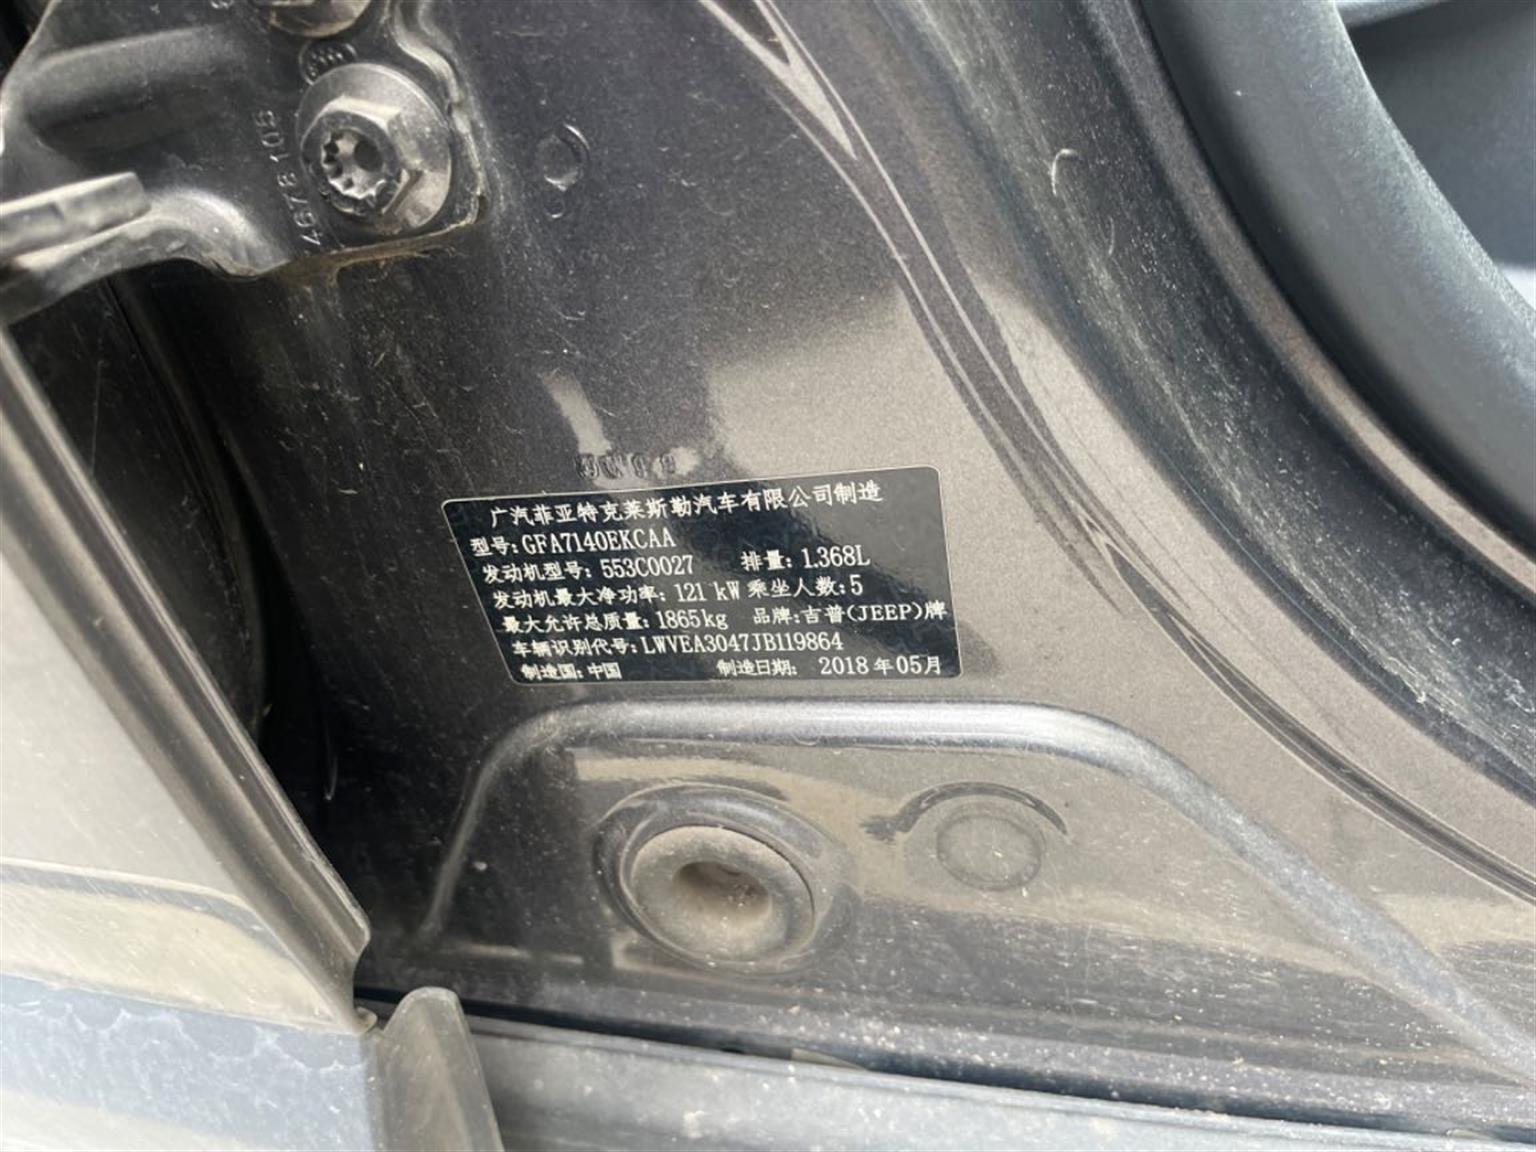 4678 105
广汽菲亚特克莱斯勒汽车有限公司制造
型号:GFA7140EKCAA
发动机型号: 553C0027 排量: 1.368L
发动机最大净功率: 121 kW 乘坐人数: 5
最大允许总质量: 1865kg 品牌:吉普(JEEP)牌
车辆识别代号: LWVEA3047JB119864
制造国: 中国 制造日期: 2018年05月